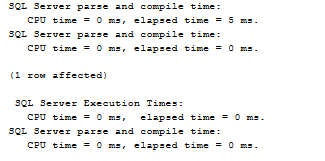 SQL Server parse and compile time:
   CPU time = 0 ms, elapsed time = 5 ms.
SQL Server parse and compile time:
   CPU time = 0 ms, elapsed time = 0 ms.

(1 row affected)

 SQL Server Execution Times:
   CPU time = 0 ms,  elapsed time = 0 ms.
SQL Server parse and compile time:
   CPU time = 0 ms, elapsed time = 0 ms.